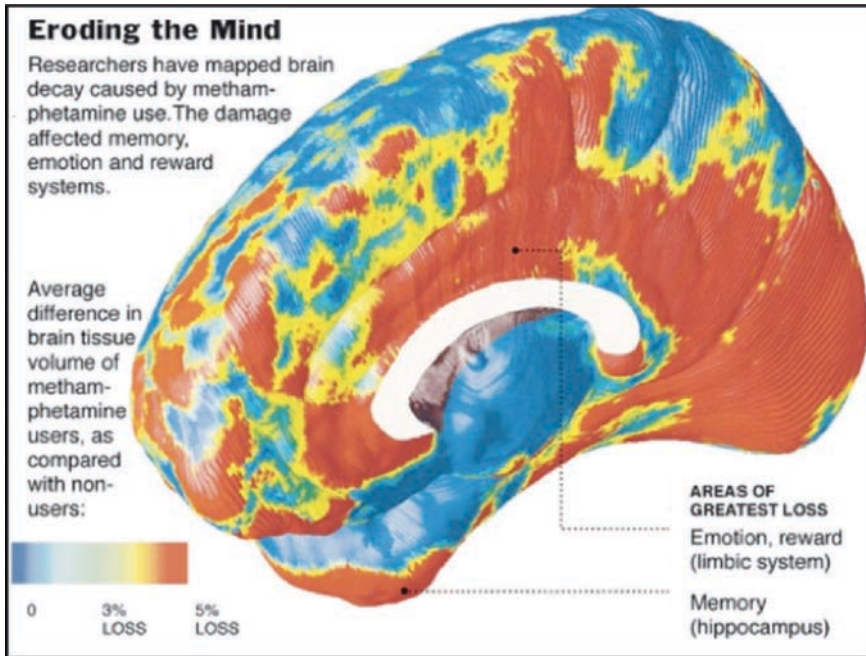 Eroding the Mind
Researchers have mapped brain
decay caused by metham-
phetamine use.The damage
affected memory,
emotion and reward
systems.
Average
difference in
brain tissue
volume of
metham-
phetamine
users, as
compared
with non-
users:
0
3%
LOSS
5%
LOSS
AREAS OF
GREATEST LOSS
Emotion, reward
(limbic system)
Memory
(hippocampus)